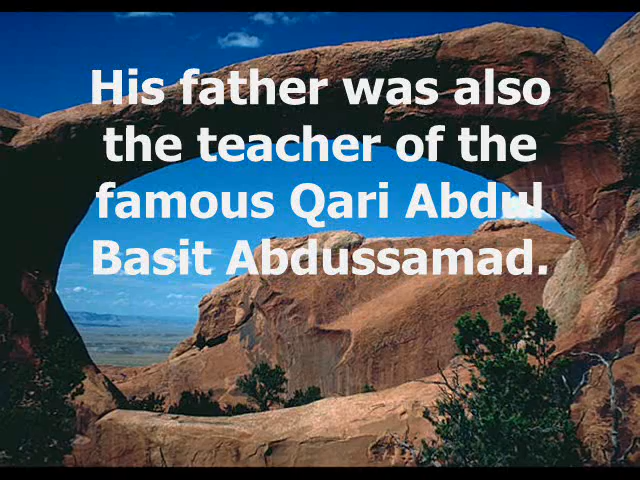 His father was also
the teacher of the
famous Qari Abdul
Basit Abdussamad.